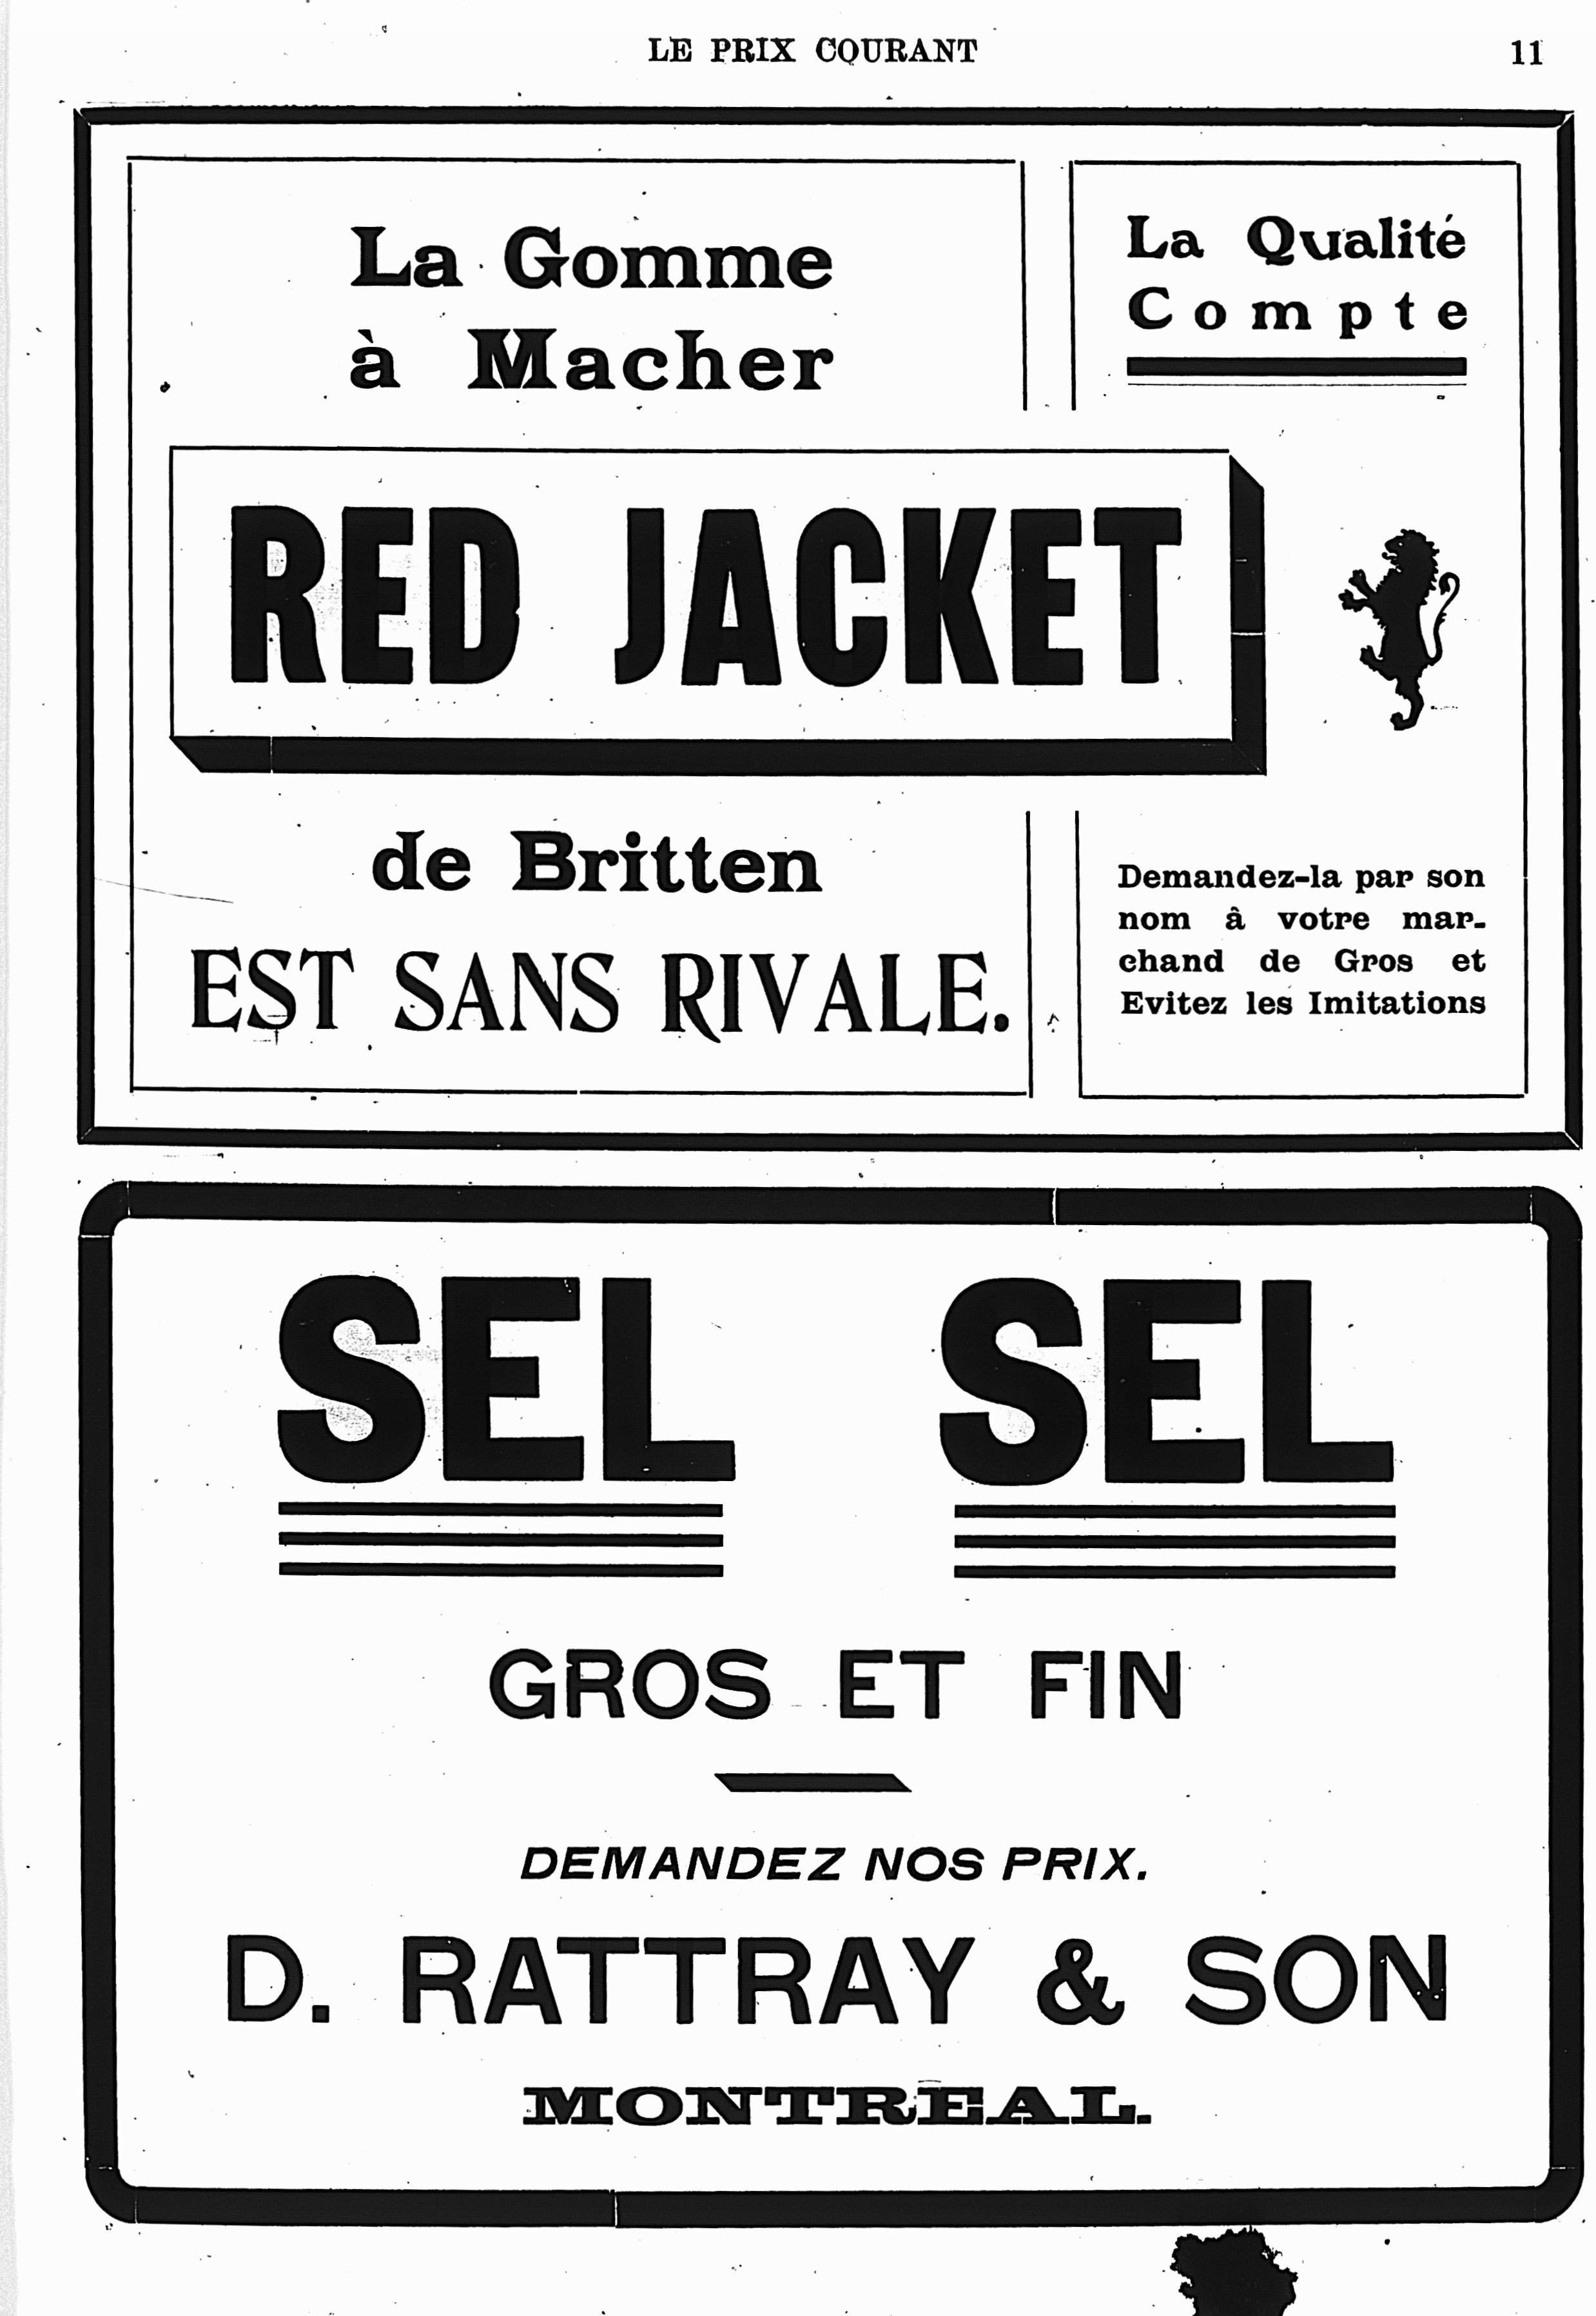 LE PRIX COURANT
11
La Gomme
à Macher
RED JACKET
de Britten
EST SANS RIVALE.
La Qualité
Compte
Demandez-la par son
nom â votre mar-
chand de Gros et
Evitez les Imitations
SEL SEL
GROS ET FIN
DEMANDEZ NOS PRIX.
D. RATTRAY & SON
MONTREAL.